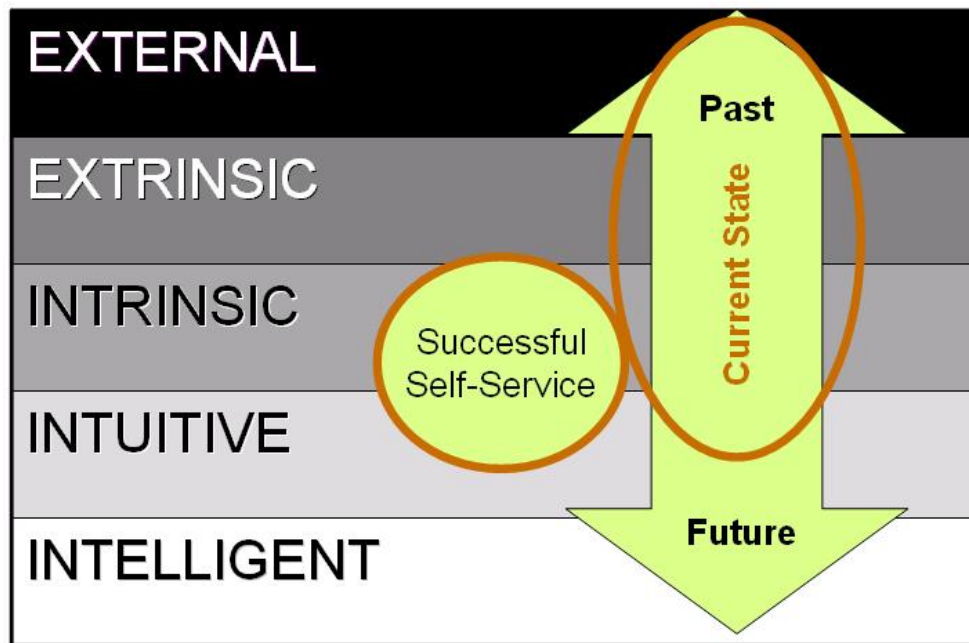 EXTERNAL
Past
EXTRINSIC
Current State
INTRINSIC
Successful
Self-Service
INTUITIVE
Future
INTELLIGENT